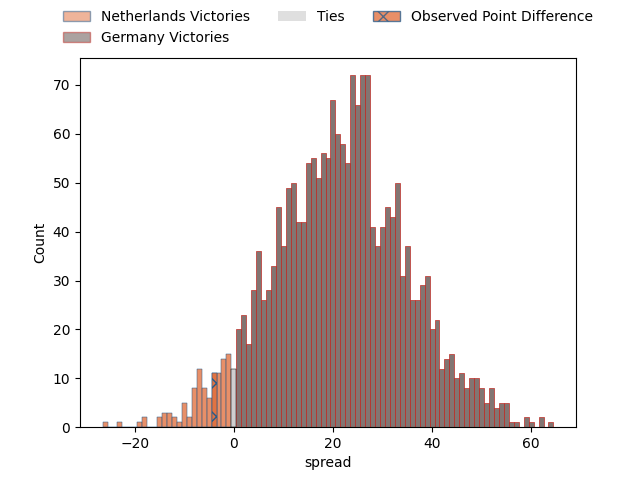 Netherlands Victories
Ties
Observed Point Difference
Germany Victories
70
60
50
40
30
20
10
0
Count
−20
0
20
40
60
spread